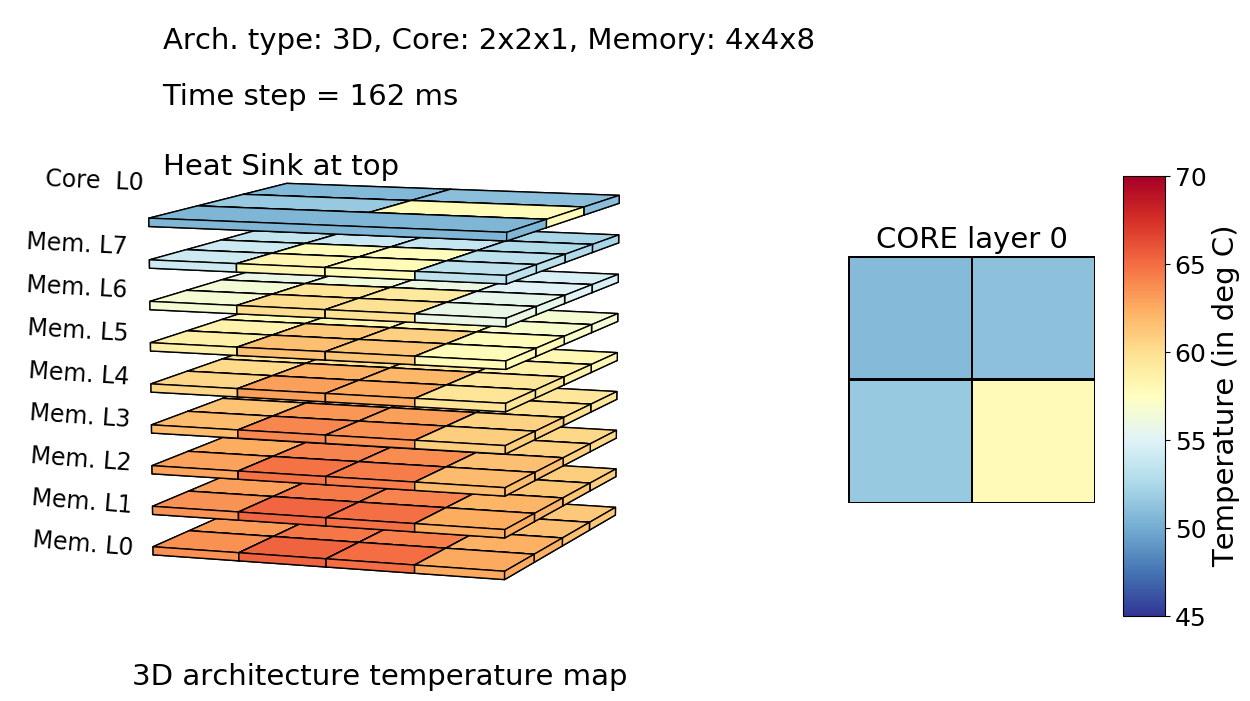 Arch. type: 3D, Core: 2x2x1, Memory: 4x4x8
Time step = 162 ms
Heat Sink at top
Core  L0
Mem. L7
Mem. L6
Mem. L5
Mem. L4
Mem. L3
Mem. L2
Mem. L1
Mem. L0
3D architecture temperature map
CORE layer 0
70
65
60
55
50
45
Temperature (in deg C)